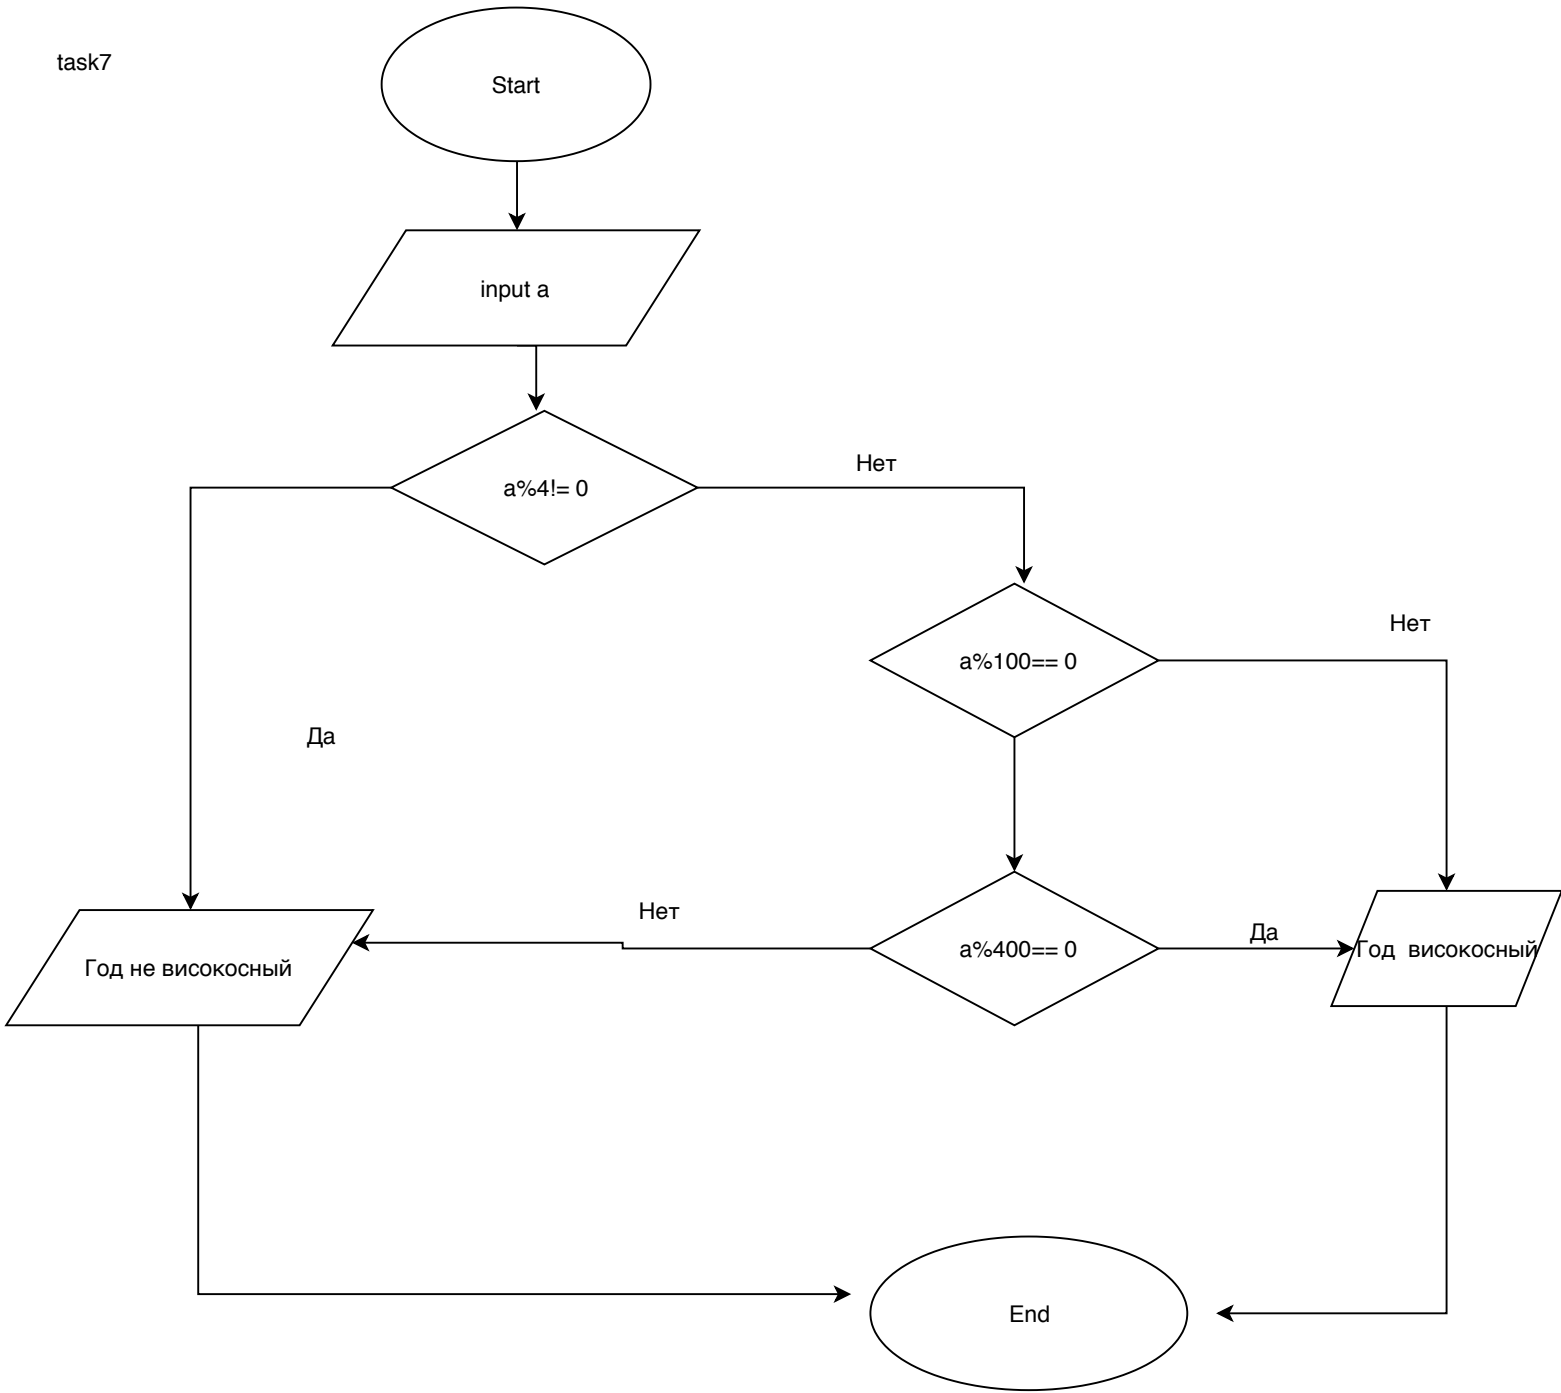 task7
Start
input a
a%4!= 0
Нет
a%100== 0
Нет
Да
Нет
a%400== 0
Да
Год не високосный
Год  високосный
End